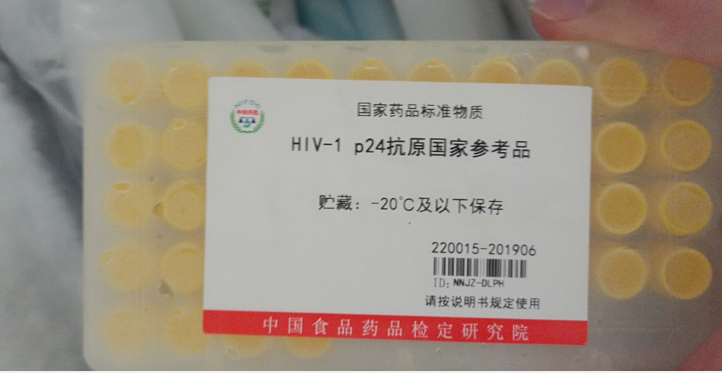 NIFDC
国家药品标准物质
HIV-1 p24抗原国家参考品
贮藏：-20℃及以下保存
220015-201906
ID: NNJZ-DLPH
请按说明书规定使用
中国食品药品检定研究院